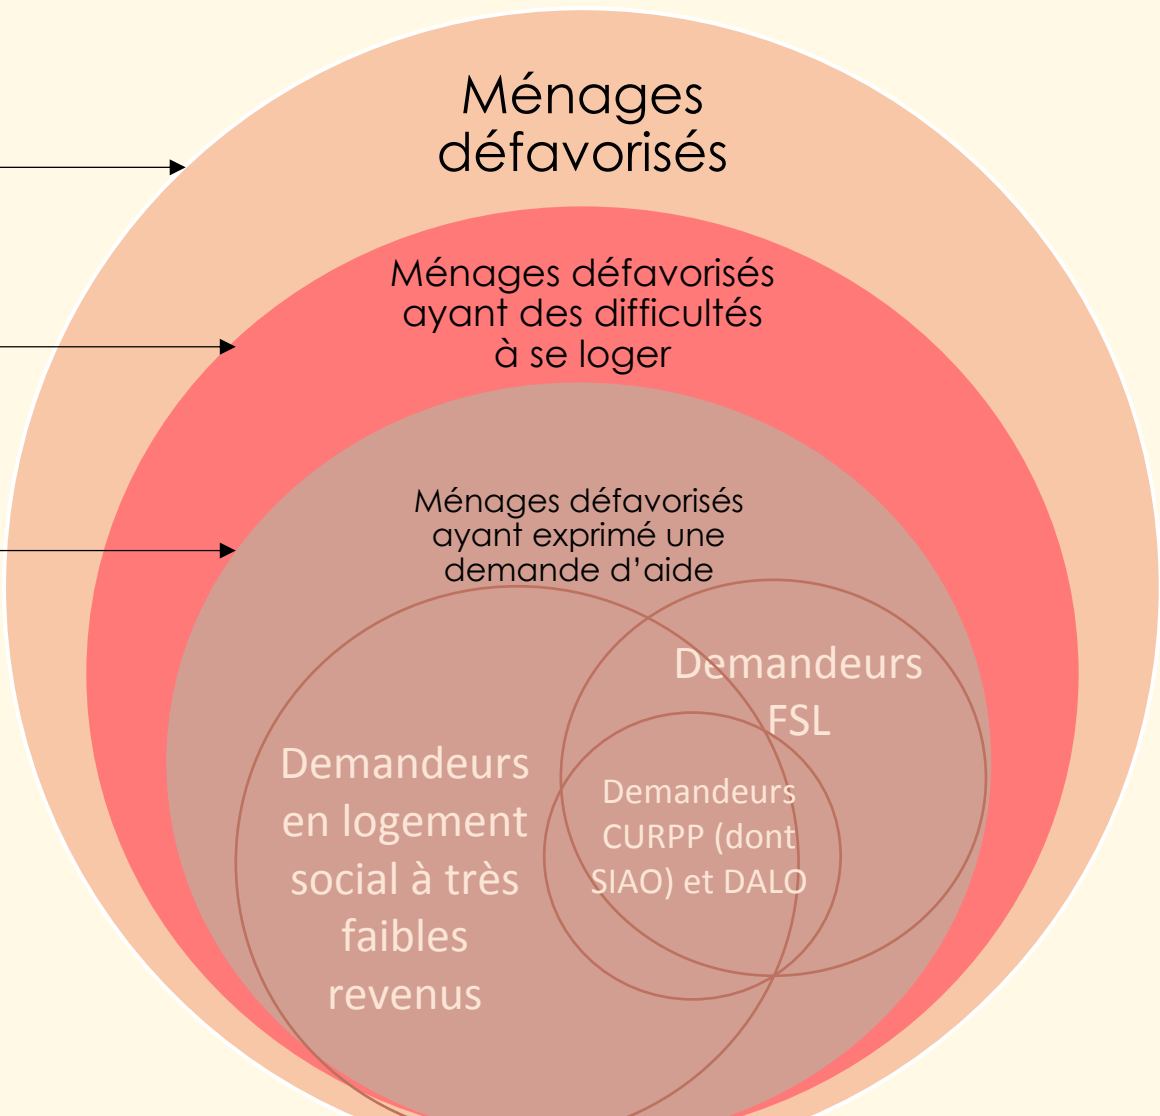 Ménages
défavorisés
Ménages défavorisés
ayant des difficultés
à se loger
Ménages défavorisés
ayant exprimé une
demande d’aide
Demandeurs
FSL
Demandeurs
en logement
social à très
faibles
revenus
Demandeurs
CURPP (dont
SIAO) et DALO